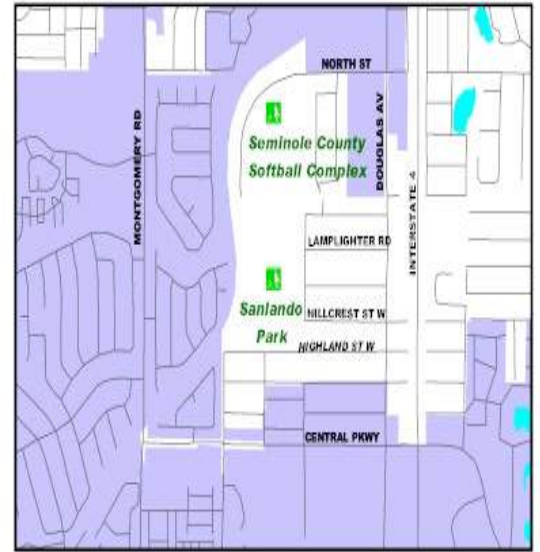 NORTH ST
MONTGOMERY RD
DOUGLAS AV
Seminole County
Softball Complex
INTERSTATE 4
LAMPLIGHTER RD
Sanlando
Park
HILLCREST ST W
HIGHLAND ST W
CENTRAL PKWY